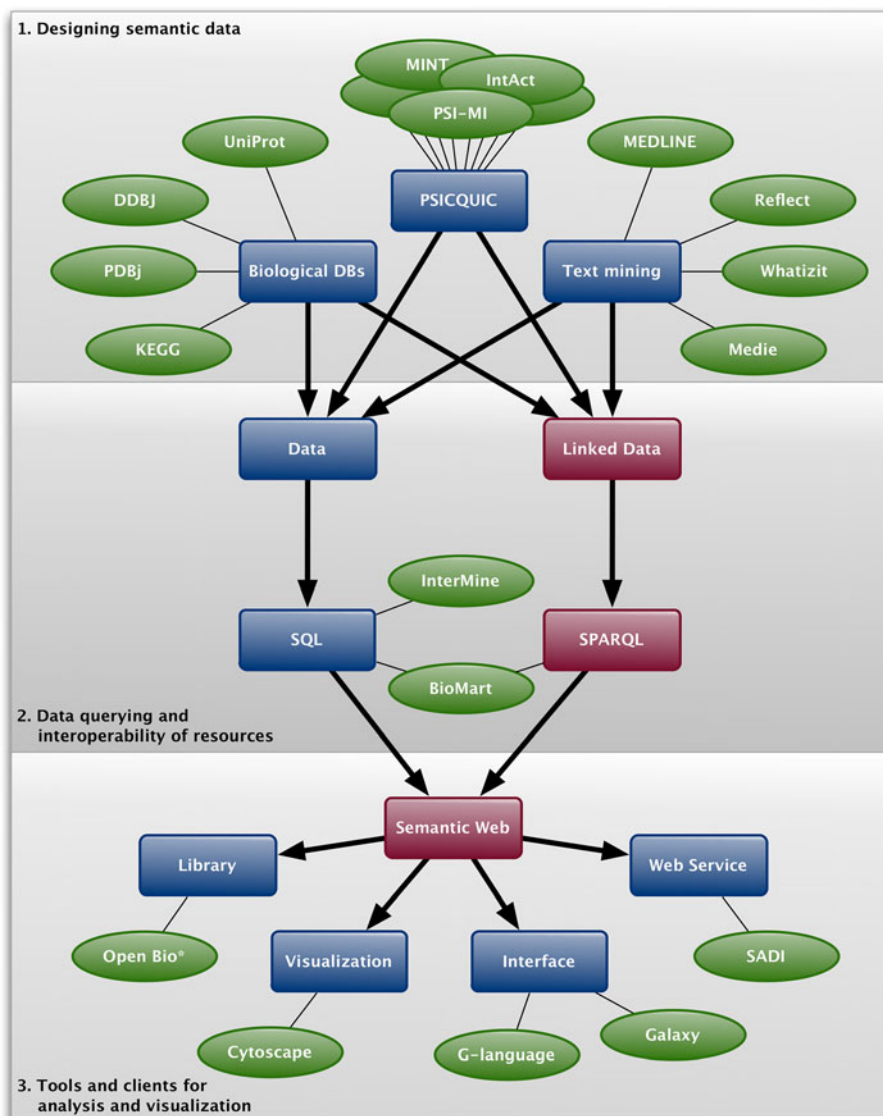 1. Designing semantic data
MINT
IntAct
PSI-MI
UniProt
MEDLINE
DDBJ
PSICQUIC
Reflect
PDBj
Biological DBs
Text mining
Whatizit
KEGG
Medie
Data
Linked Data
InterMine
SQL
SPARQL
BioMart
2. Data querying and
interoperability of resources
Semantic Web
Library
Web Service
Open Bio*
Visualization
Interface
SADI
Cytoscape
G-language
Galaxy
3. Tools and clients for
analysis and visualization